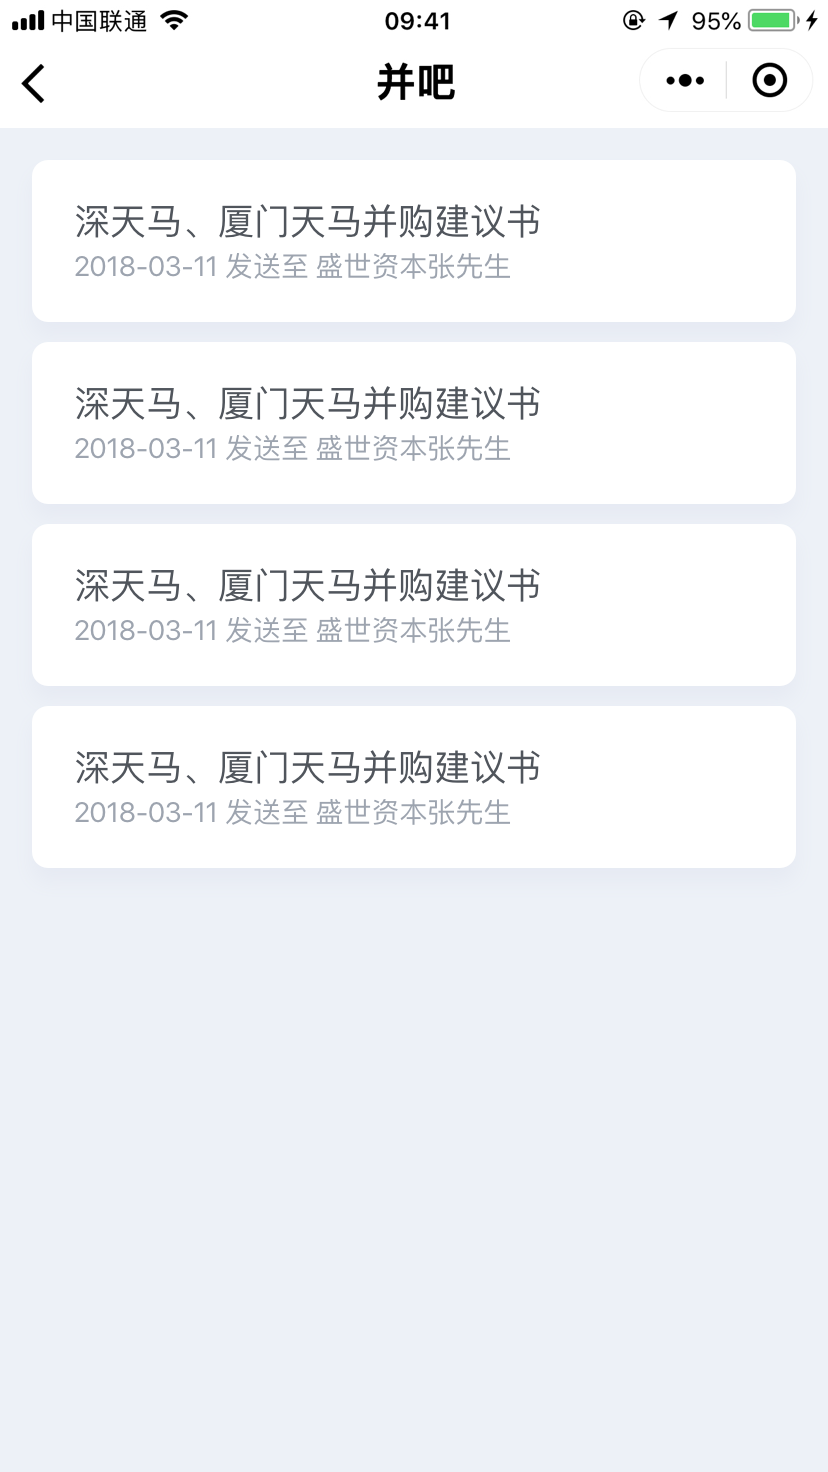 中国联通
09:41
95%
并吧
深天马、厦门天马并购建议书
2018-03-11 发送至 盛世资本张先生
深天马、厦门天马并购建议书
2018-03-11 发送至 盛世资本张先生
深天马、厦门天马并购建议书
2018-03-11 发送至 盛世资本张先生
深天马、厦门天马并购建议书
2018-03-11 发送至 盛世资本张先生